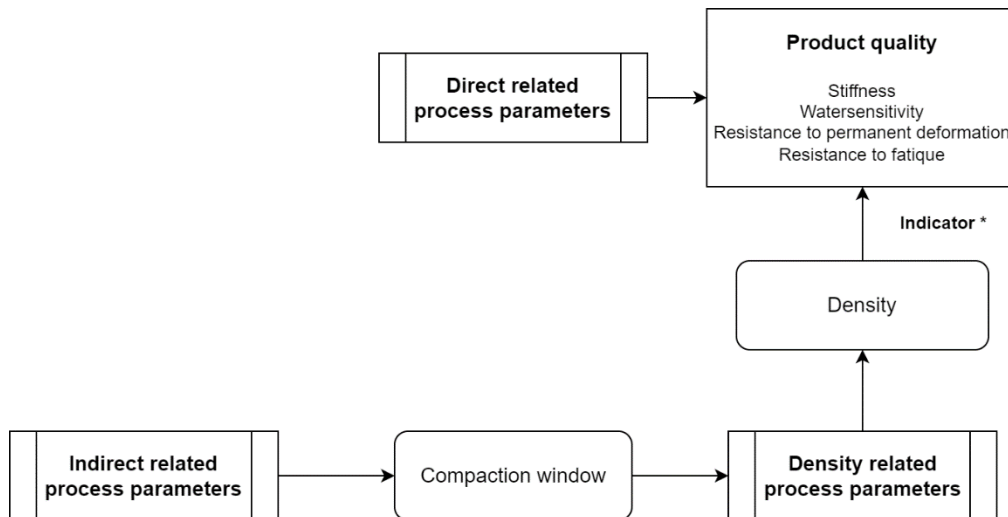 Product quality
Direct related
process parameters
Stiffness
Watersensitivity
Resistance to permanent deformation
Resistance to fatique
Indicator *
Density
Indirect related
process parameters
Compaction window
Density related
process parameters